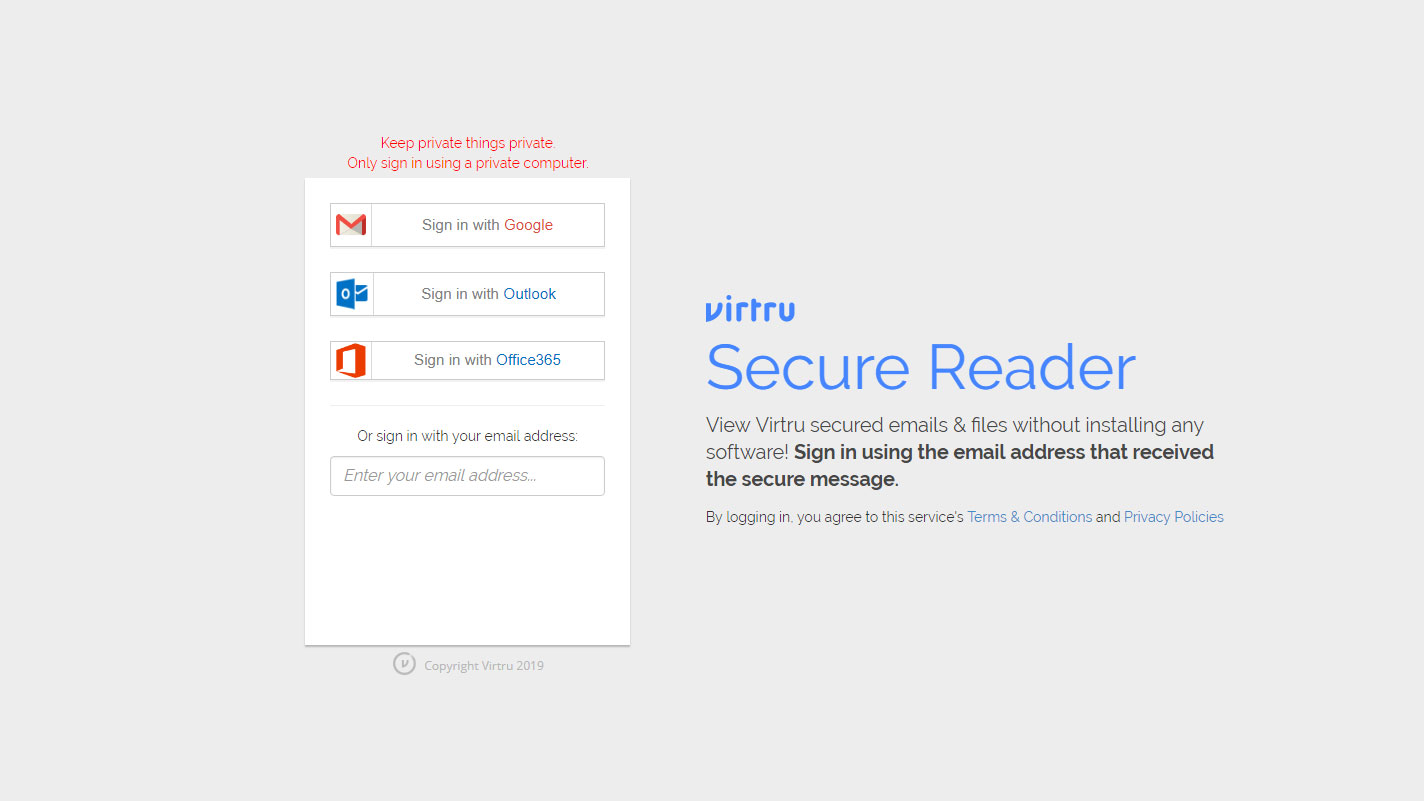 Keep private things private.
Only sign in using a private computer.
Sign in with Google
Sign in with Outlook
Sign in with Office365
Or sign in with your email address:
Enter your email address...
Copyright Virtru 2019
virtru
Secure Reader
View Virtru secured emails & files without installing any
software! Sign in using the email address that received
the secure message.
By logging in, you agree to this service's Terms & Conditions and Privacy Policies